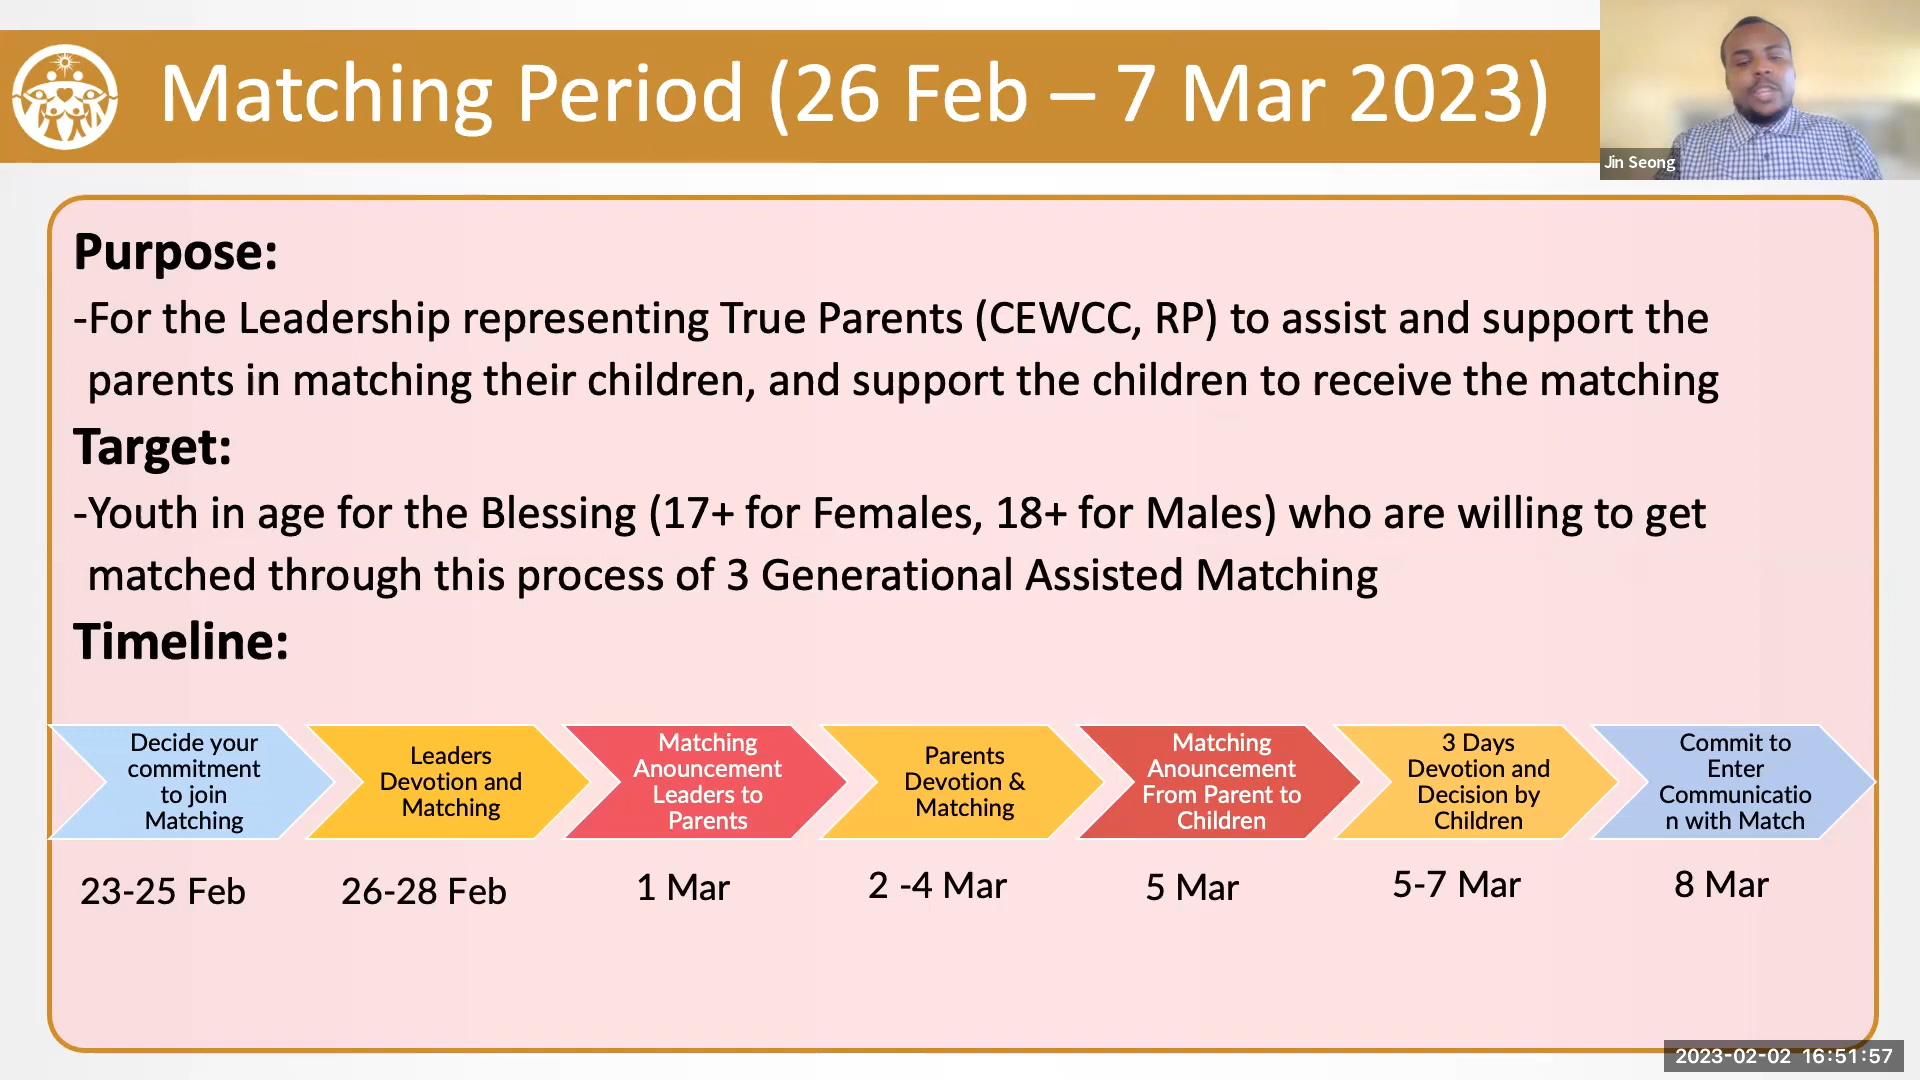 Matching Period (26 Feb – 7 Mar 2023)
Jin Seong
Purpose:
-For the Leadership representing True Parents (CEWCC, RP) to assist and support the
parents in matching their children, and support the children to receive the matching
Target:
-Youth in age for the Blessing (17+ for Females, 18+ for Males) who are willing to get
matched through this process of 3 Generational Assisted Matching
Timeline:
Decide your
commitment
to join
Matching
Leaders
Devotion and
Matching
Matching
Anouncement
Leaders to
Parents
Parents
Devotion &
Matching
Matching
Anouncement
From Parent to
Children
3 Days
Devotion and
Decision by
Children
Commit to
Enter
Communicatio
n with Match
23-25 Feb
26-28 Feb
1 Mar
2 -4 Mar
5 Mar
5-7 Mar
8 Mar
2023-02-02 16:51:57